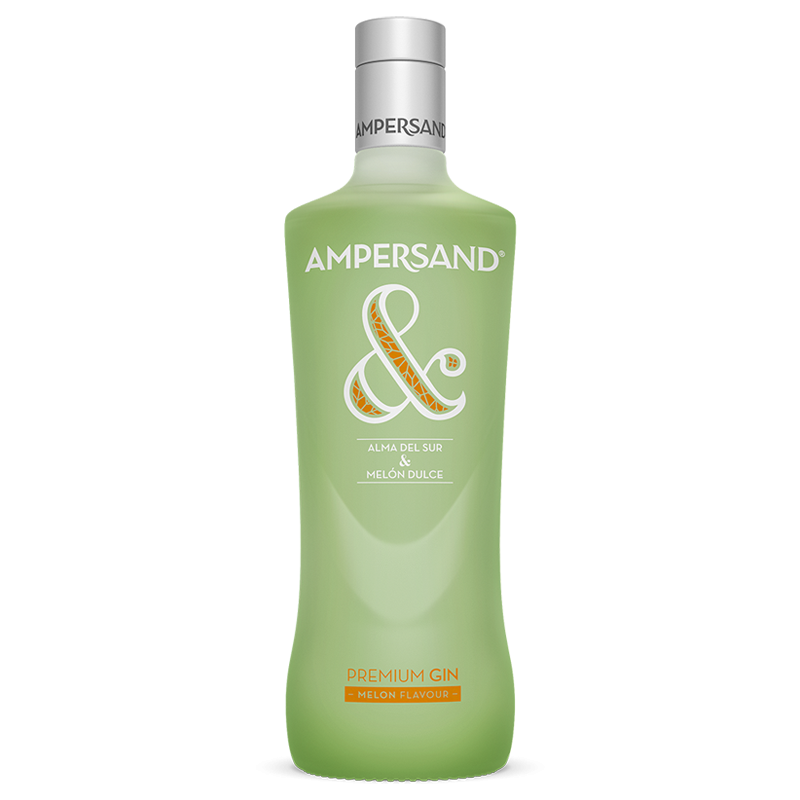 AMPERSAND
AMPERSAND®
&
ALMA DEL SUR
&
MELÓN DULCE
PREMIUM GIN
– MELON FLAVOUR –